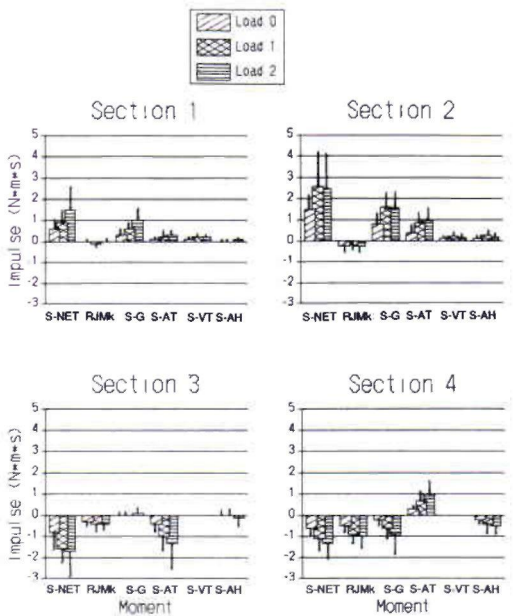 Load 0
Load 1
Load 2
Section 1
Section 2
Impulse (N*m*s)
5
4
3
2
1
0
-1
-2
-3
5
4
3
2
1
0
-1
-2
-3
S-NET RJMk S-G S-AT S-VT S-AH
S-NET RJMk S-G S-AT S-VT S-AH
Section 3
Section 4
Impulse (N*m*s)
5
4
3
2
1
0
-1
-2
-3
5
4
3
2
1
0
-1
-2
-3
S-NET RJMk S-G S-AT S-VT S-AH
S-NET RJMk S-G S-AT S-VT S-AH
Moment
Moment